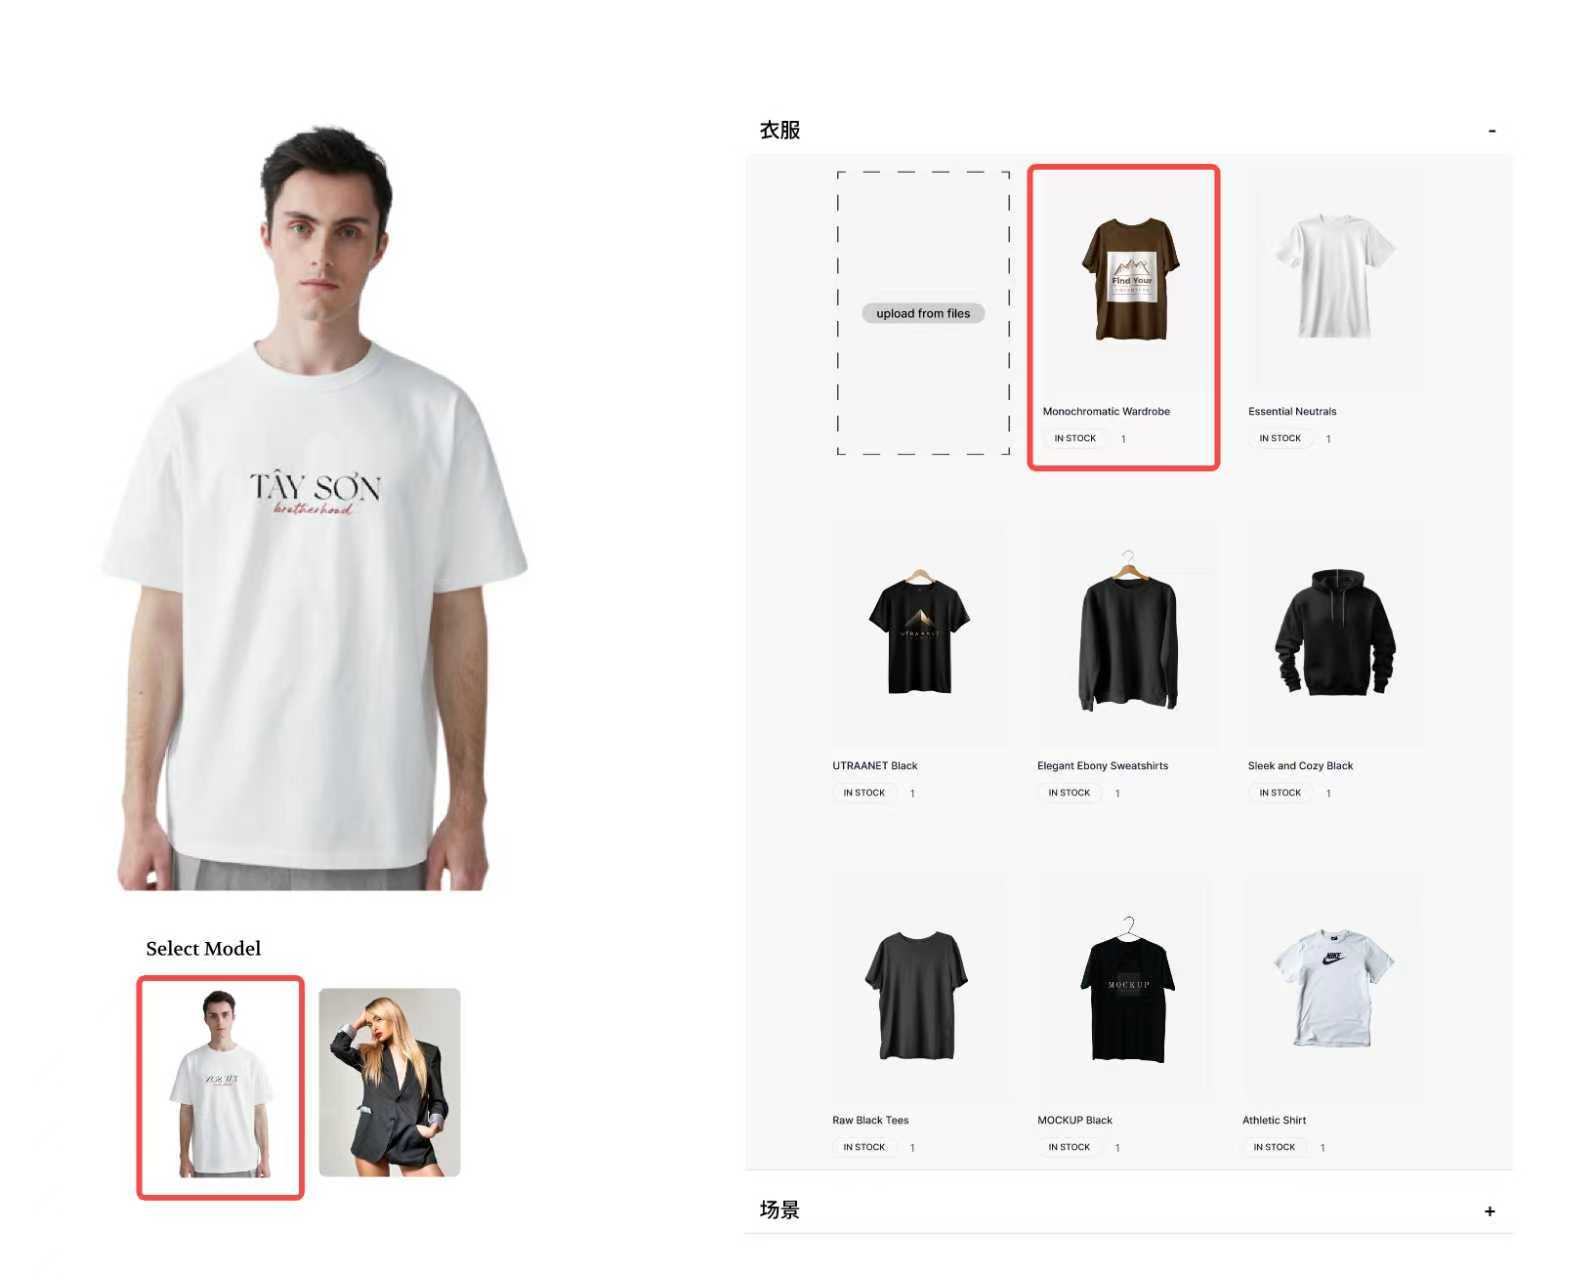 TÂY SƠN
brotherhood
Select Model
衣服
-
upload from files
Find Your
Monochromatic Wardrobe
IN STOCK 1
Essential Neutrals
IN STOCK 1
UTRAANET
UTRAANET Black
IN STOCK 1
Elegant Ebony Sweatshirts
IN STOCK 1
Sleek and Cozy Black
IN STOCK 1
MOCKUP
NIKE
Raw Black Tees
IN STOCK 1
MOCKUP Black
IN STOCK 1
Athletic Shirt
IN STOCK 1
场景
+